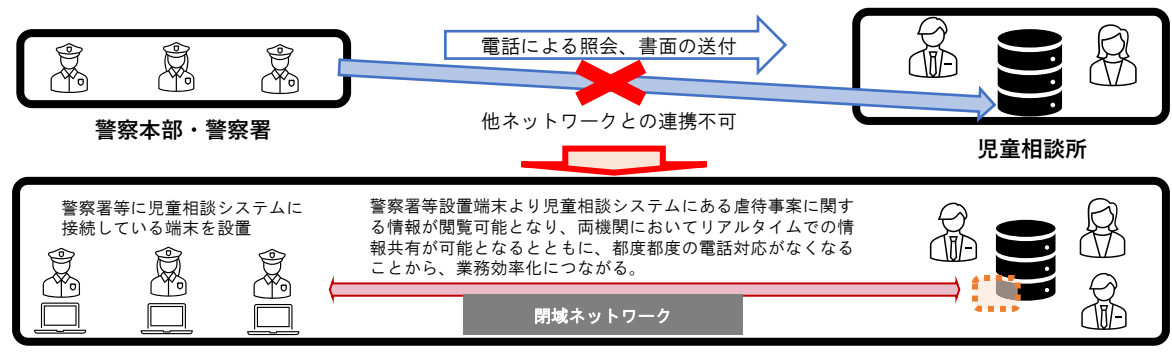 電話による照会、書面の送付
他ネットワークとの連携不可
警察本部・警察署
児童相談所
警察署等に児童相談システムに
接続している端末を設置
警察署等設置端末より児童相談システムにある虐待事案に関す
る情報が閲覧可能となり、両機関においてリアルタイムでの情
報共有が可能となるとともに、都度都度の電話対応がなくなる
ことから、業務効率化につながる。
閉域ネットワーク